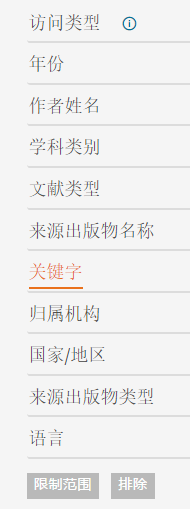 访问类型
年份
作者姓名
学科类别
文献类型
来源出版物名称
关键字
归属机构
国家/地区
来源出版物类型
语言
限制范围 排除